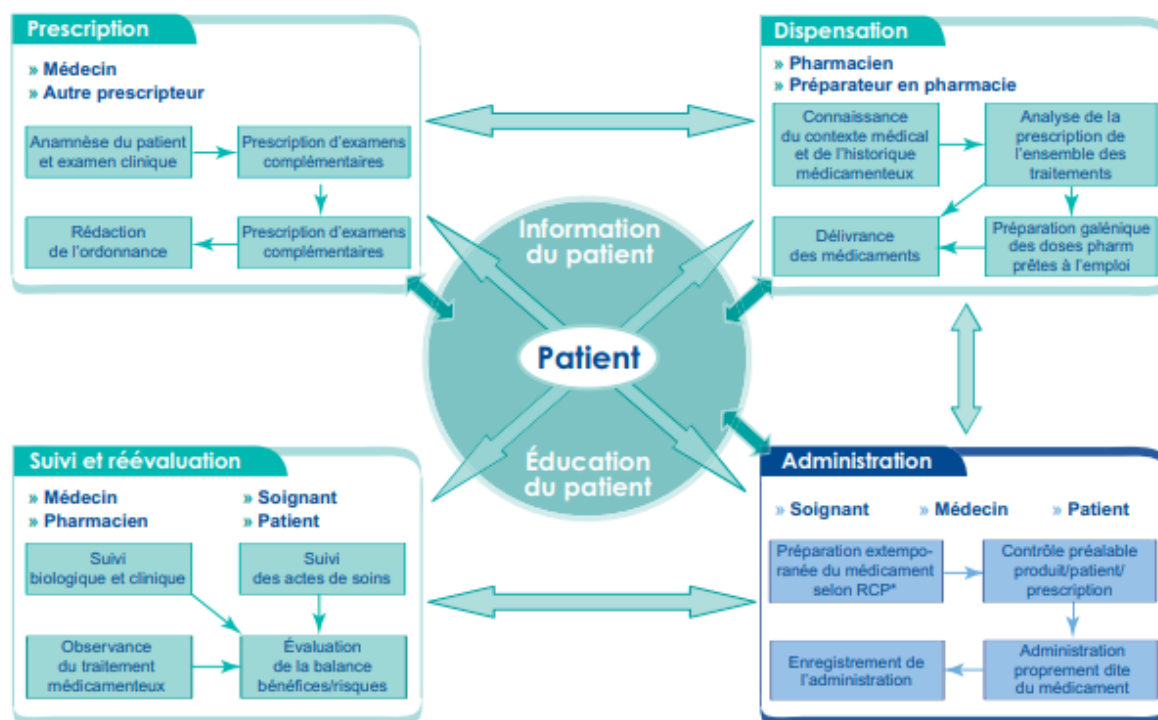 Prescription
» Médecin
» Autre prescripteur
Anamnèse du patient
et examen clinique
Prescription d'examens
complémentaires
Rédaction
de l'ordonnance
Prescription d'examens
complémentaires
Dispensation
» Pharmacien
» Préparateur en pharmacie
Connaissance
du contexte médical
et de l'historique
médicamenteux
Analyse de la
prescription de
l'ensemble des
traitements
Délivrance
des médicaments
Préparation galénique
des doses pharm
prêtes à l'emploi
Information
du patient
Patient
Éducation
du patient
Suivi et réévaluation
» Médecin
» Pharmacien
» Soignant
» Patient
Suivi
biologique et clinique
Suivi
des actes de soins
Observance
du traitement
médicamenteux
Évaluation
de la balance
bénéfices/risques
Administration
» Soignant
» Médecin
» Patient
Préparation extempo-
ranée du médicament
selon RCP*
Contrôle préalable
produit/patient/
prescription
Enregistrement de
l'administration
Administration
proprement dite
du médicament